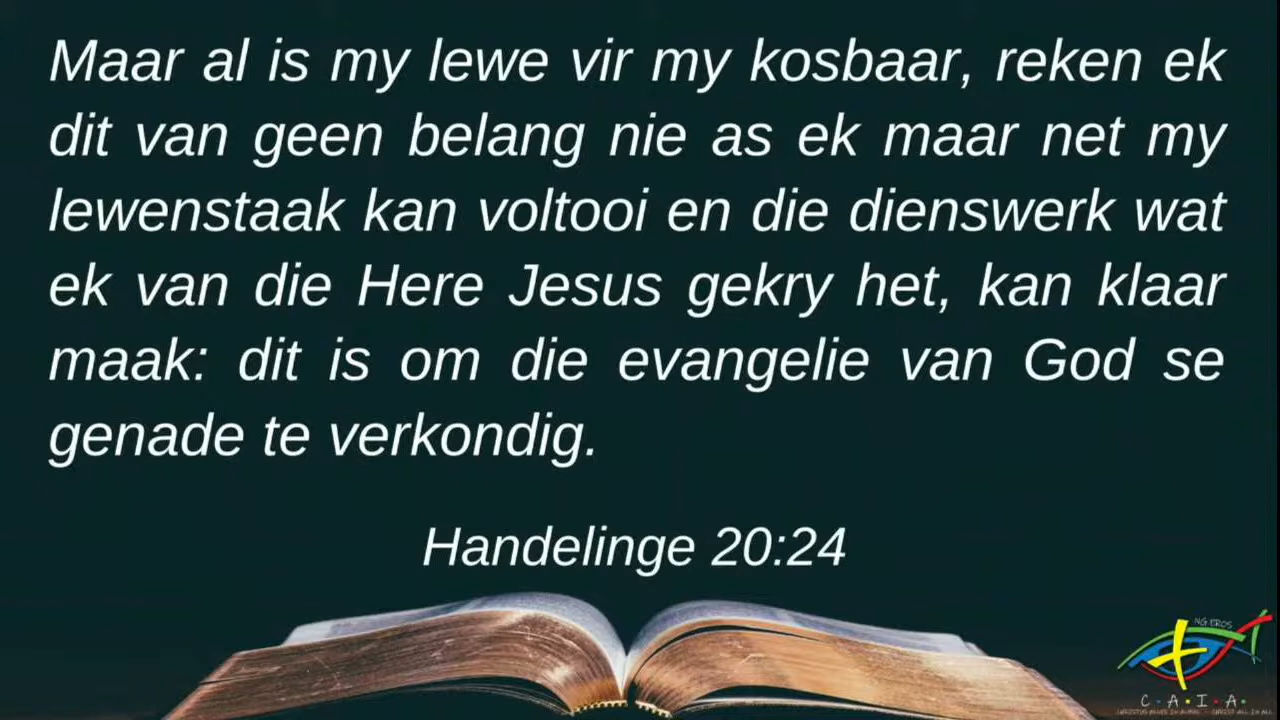 Maar al is my lewe vir my kosbaar, reken ek
dit van geen belang nie as ek maar net my
lewenstaak kan voltooi en die dienswerk wat
ek van die Here Jesus gekry het, kan klaar
maak: dit is om die evangelie van God se
genade te verkondig.
Handelinge 20:24
NG EROS
C•A•I•A•